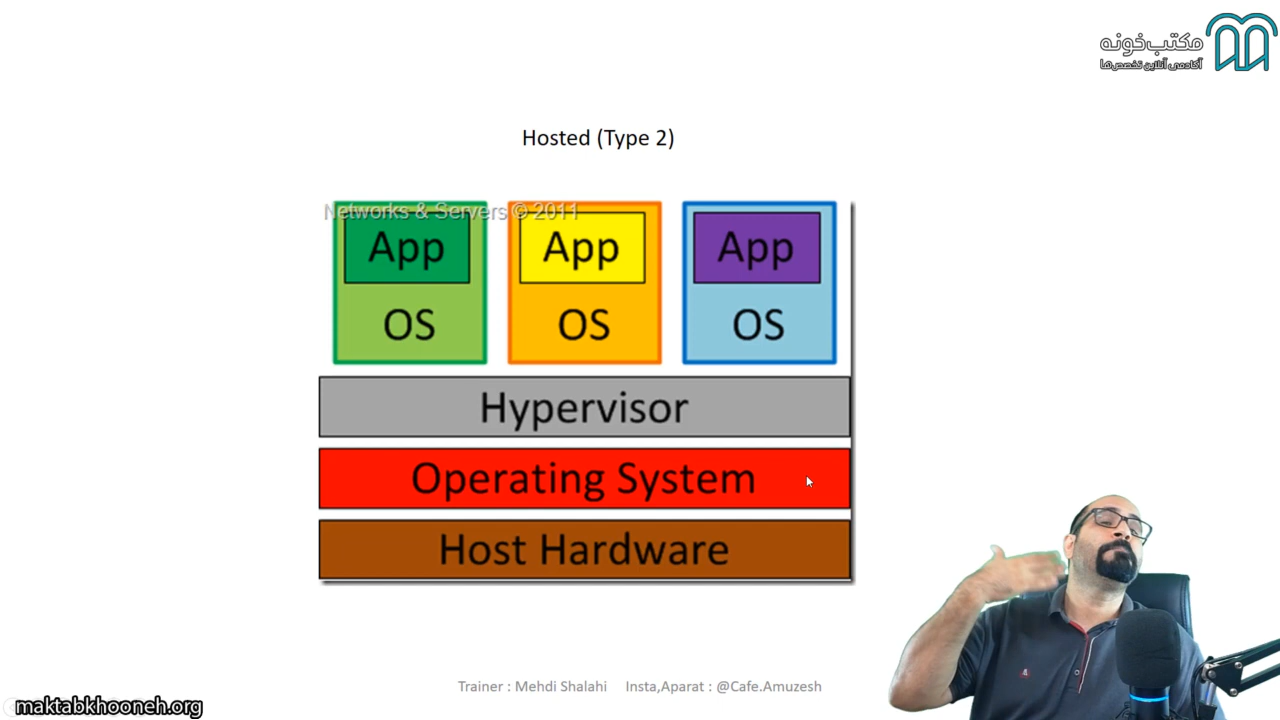 مکتب‌خونه
آکادمی آنلاین تخصص‌ها
Hosted (Type 2)
Networks & Servers © 2011
App App App
OS OS OS
Hypervisor
Operating System
Host Hardware
Trainer : Mehdi Shalahi Insta,Aparat : @Cafe.Amuzesh
maktabkhooneh.org